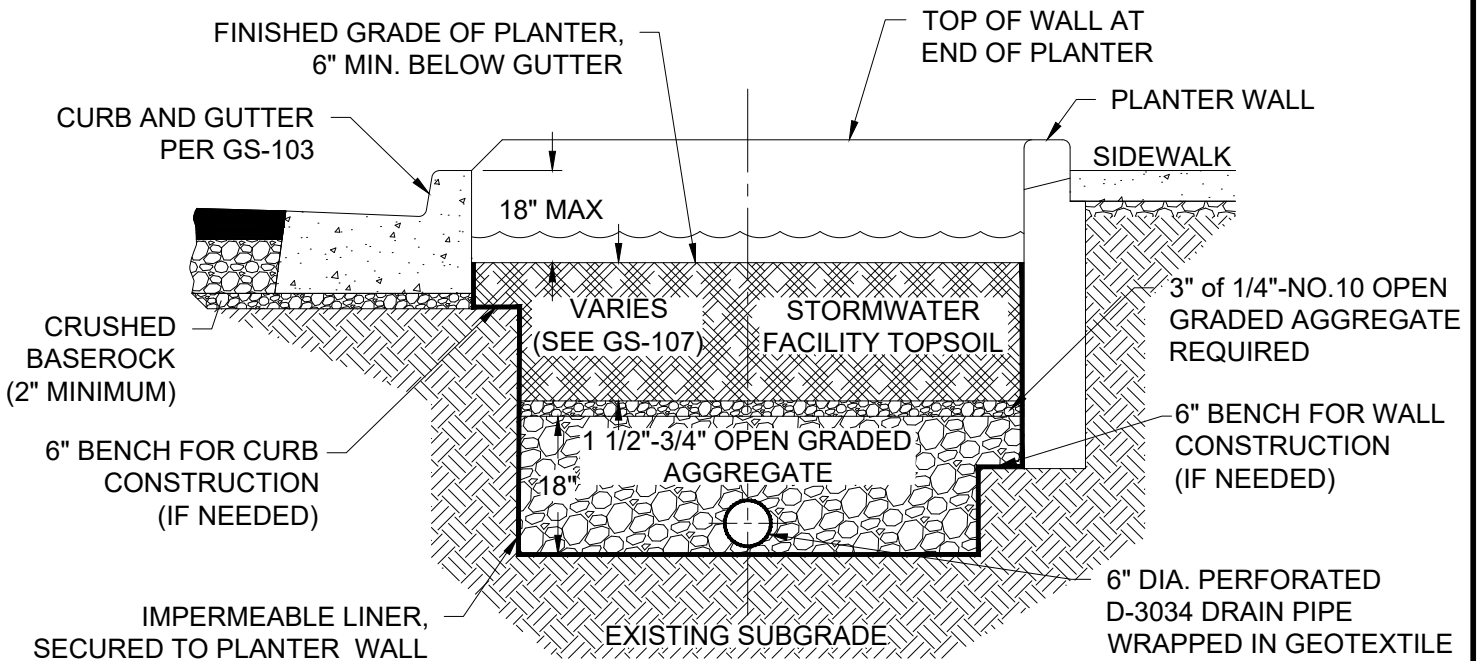 FINISHED GRADE OF PLANTER,
6" MIN. BELOW GUTTER
TOP OF WALL AT
END OF PLANTER
CURB AND GUTTER
PER GS-103
PLANTER WALL
SIDEWALK
18" MAX
VARIES
(SEE GS-107)
STORMWATER
FACILITY TOPSOIL
3" of 1/4"-NO.10 OPEN
GRADED AGGREGATE
REQUIRED
CRUSHED
BASEROCK
(2" MINIMUM)
6" BENCH FOR CURB
CONSTRUCTION
(IF NEEDED)
1 1/2"-3/4" OPEN GRADED
AGGREGATE
18"
6" BENCH FOR WALL
CONSTRUCTION
(IF NEEDED)
IMPERMEABLE LINER,
SECURED TO PLANTER WALL
EXISTING SUBGRADE
6" DIA. PERFORATED
D-3034 DRAIN PIPE
WRAPPED IN GEOTEXTILE